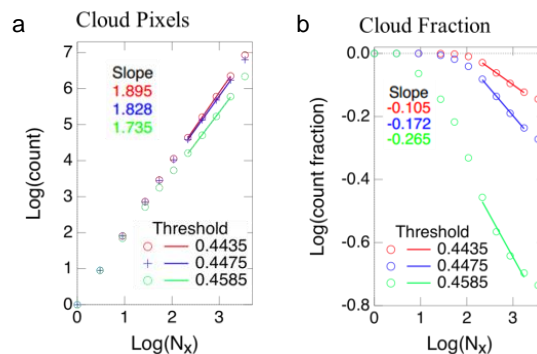 a
Cloud Pixels
7
6
5
4
3
2
1
0
Log(count)
Slope
1.895
1.828
1.735
Threshold
0.4435
0.4475
0.4585
0
1
2
3
Log(Nx)
b
Cloud Fraction
0.0
-0.2
-0.4
-0.6
-0.8
Log(count fraction)
Slope
-0.105
-0.172
-0.265
Threshold
0.4435
0.4475
0.4585
0
1
2
3
Log(Nx)